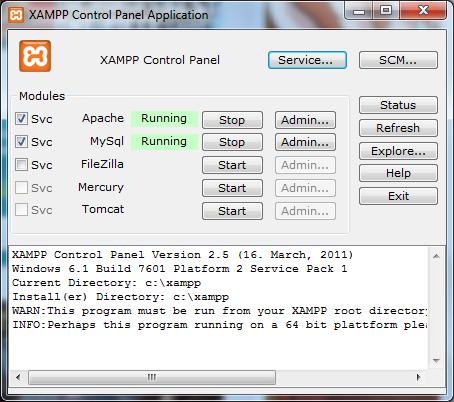 XAMPP Control Panel Application
XAMPP Control Panel
Service...
SCM...
Modules
Svc Apache Running Stop Admin...
Svc MySql Running Stop Admin...
Svc FileZilla Start Admin...
Svc Mercury Start Admin...
Svc Tomcat Start Admin...
Status
Refresh
Explore...
Help
Exit
XAMPP Control Panel Version 2.5 (16. March, 2011)
Windows 6.1 Build 7601 Platform 2 Service Pack 1
Current Directory: c:\xampp
Install(er) Directory: c:\xampp
WARN:This program must be run from your XAMPP root directory
INFO:Perhaps this program running on a 64 bit plattform plea